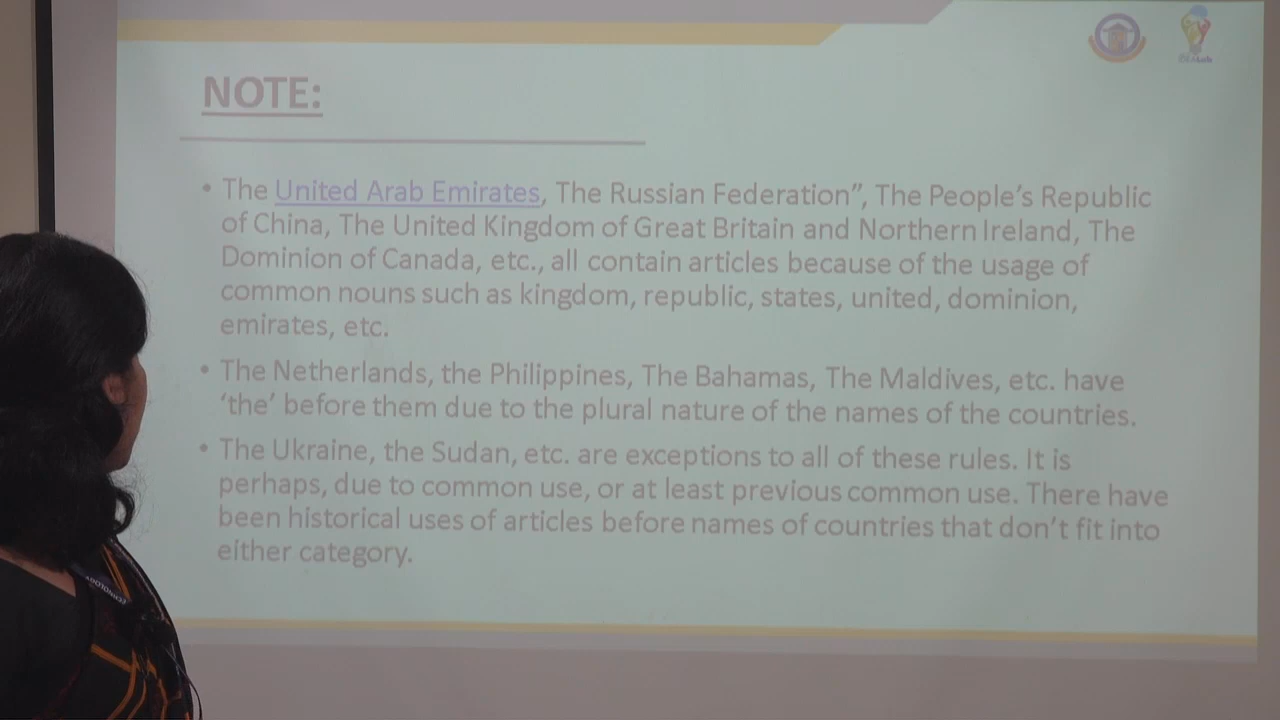 NOTE:
• The United Arab Emirates, The Russian Federation”, The People’s Republic
of China, The United Kingdom of Great Britain and Northern Ireland, The
Dominion of Canada, etc., all contain articles because of the usage of
common nouns such as kingdom, republic, states, united, dominion,
emirates, etc.
• The Netherlands, the Philippines, The Bahamas, The Maldives, etc. have
‘the’ before them due to the plural nature of the names of the countries.
• The Ukraine, the Sudan, etc. are exceptions to all of these rules. It is
perhaps, due to common use, or at least previous common use. There have
been historical uses of articles before names of countries that don’t fit into
either category.